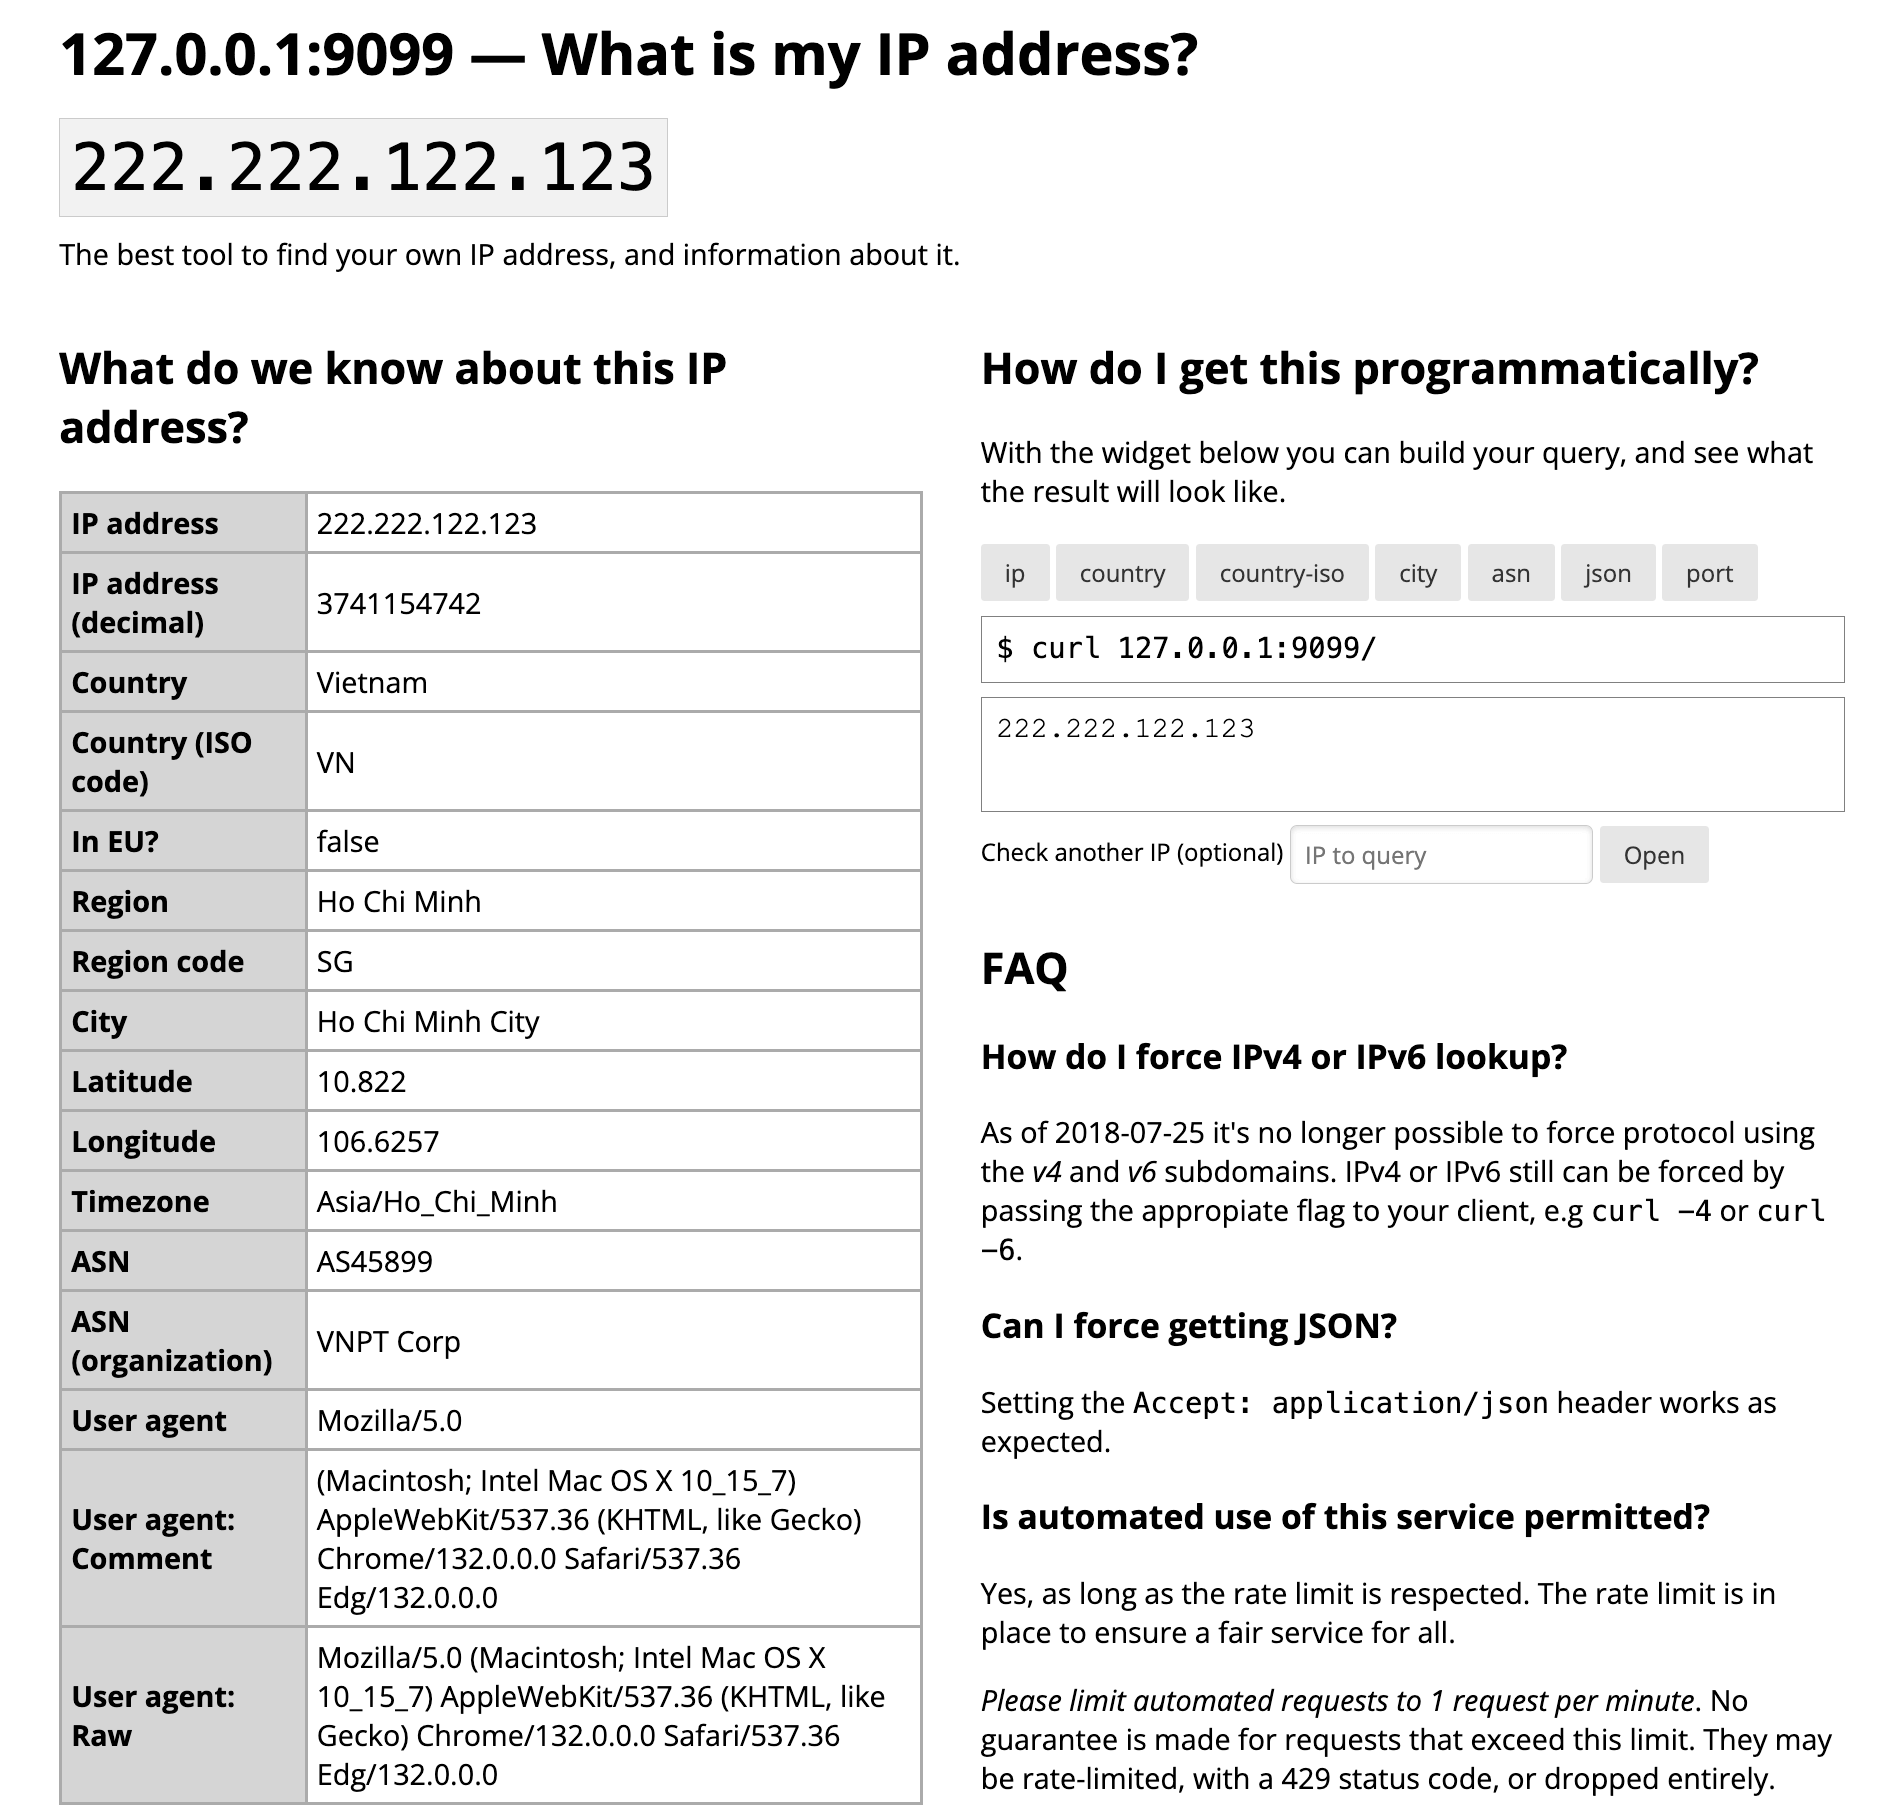 127.0.0.1:9099 — What is my IP address?
222.222.122.123
The best tool to find your own IP address, and information about it.
What do we know about this IP
address?
IP address
222.222.122.123
IP address
(decimal)
3741154742
Country
Vietnam
Country (ISO
code)
VN
In EU?
false
Region
Ho Chi Minh
Region code
SG
City
Ho Chi Minh City
Latitude
10.822
Longitude
106.6257
Timezone
Asia/Ho_Chi_Minh
ASN
AS45899
ASN
(organization)
VNPT Corp
User agent
Mozilla/5.0
User agent:
Comment
(Macintosh; Intel Mac OS X 10_15_7)
AppleWebKit/537.36 (KHTML, like Gecko)
Chrome/132.0.0.0 Safari/537.36
Edg/132.0.0.0
User agent:
Raw
Mozilla/5.0 (Macintosh; Intel Mac OS X
10_15_7) AppleWebKit/537.36 (KHTML, like
Gecko) Chrome/132.0.0.0 Safari/537.36
Edg/132.0.0.0
How do I get this programmatically?
With the widget below you can build your query, and see what
the result will look like.
ip country country-iso city asn json port
$ curl 127.0.0.1:9099/
222.222.122.123
Check another IP (optional) IP to query Open
FAQ
How do I force IPv4 or IPv6 lookup?
As of 2018-07-25 it's no longer possible to force protocol using
the v4 and v6 subdomains. IPv4 or IPv6 still can be forced by
passing the appropiate flag to your client, e.g curl -4 or curl
-6.
Can I force getting JSON?
Setting the Accept: application/json header works as
expected.
Is automated use of this service permitted?
Yes, as long as the rate limit is respected. The rate limit is in
place to ensure a fair service for all.
Please limit automated requests to 1 request per minute. No
guarantee is made for requests that exceed this limit. They may
be rate-limited, with a 429 status code, or dropped entirely.